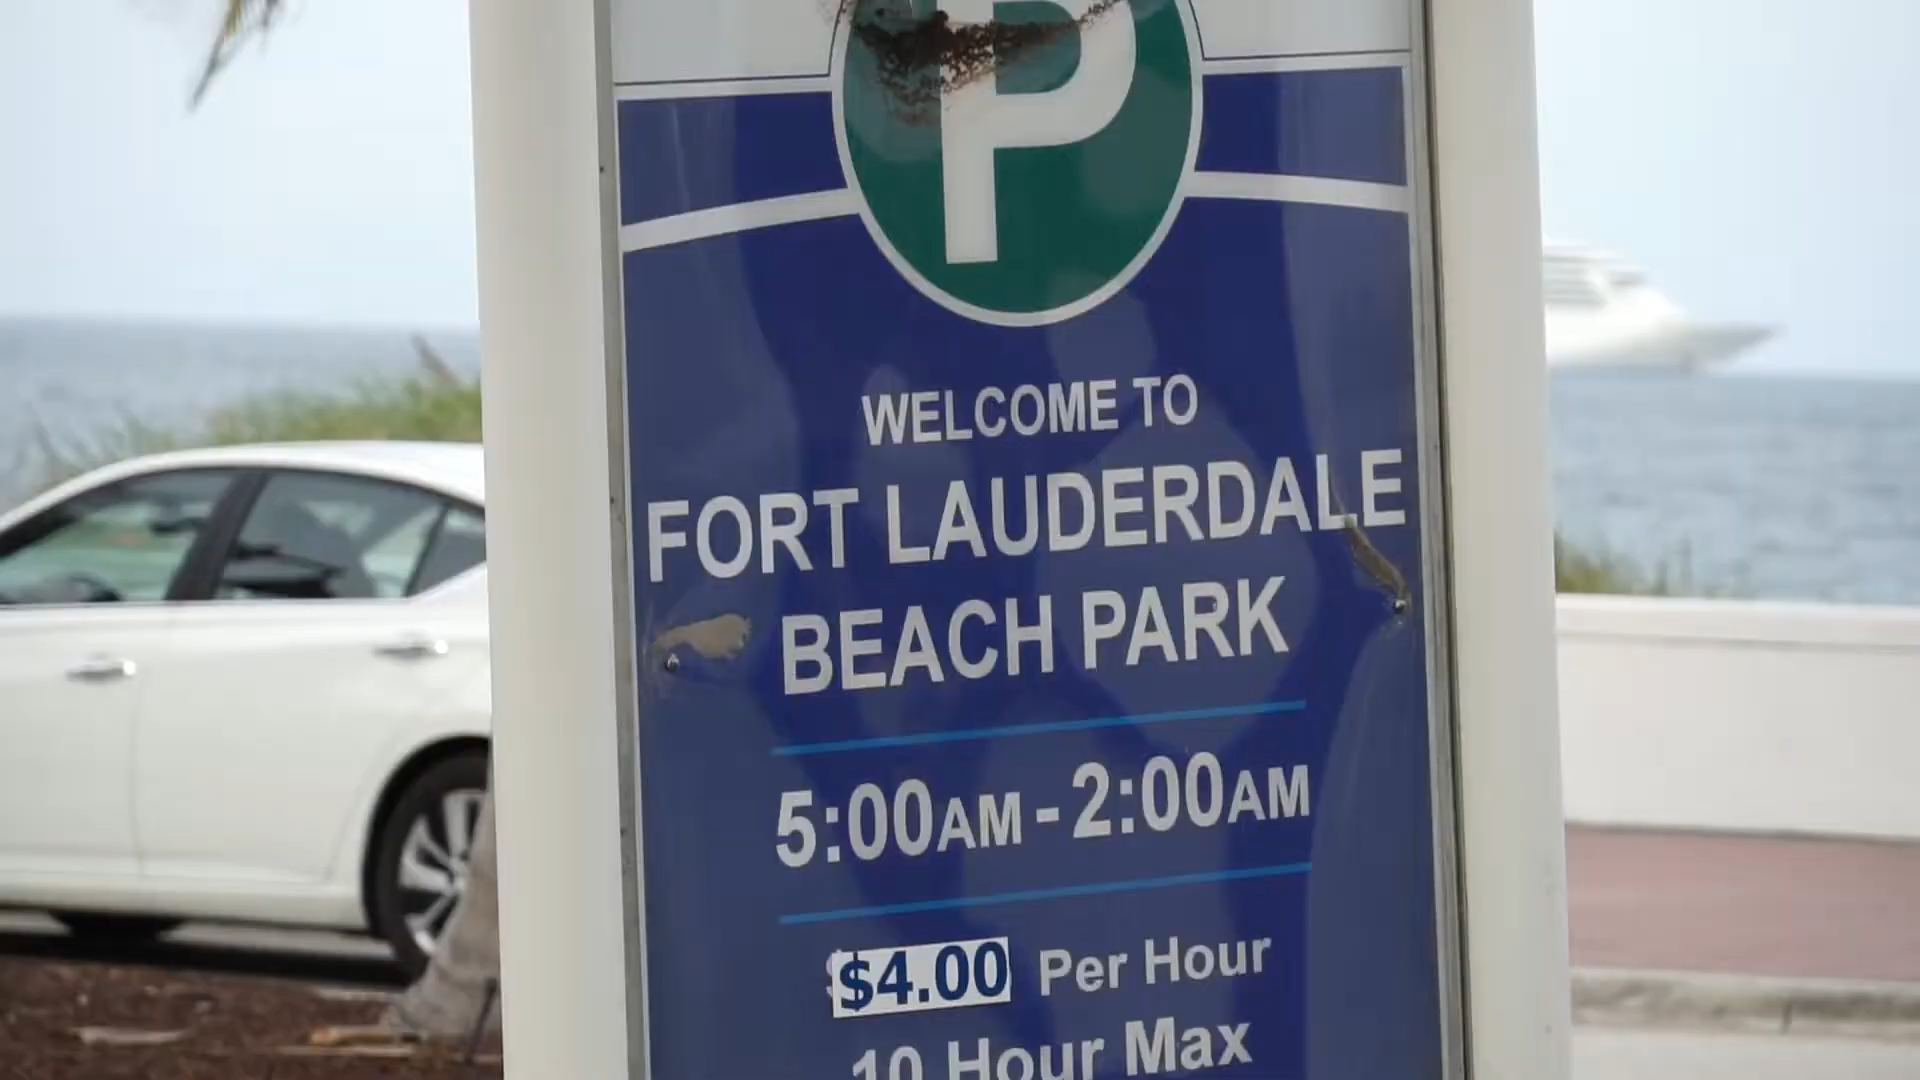 P
WELCOME TO
FORT LAUDERDALE
BEACH PARK
5:00AM - 2:00AM
$4.00 Per Hour
10 Hour Max